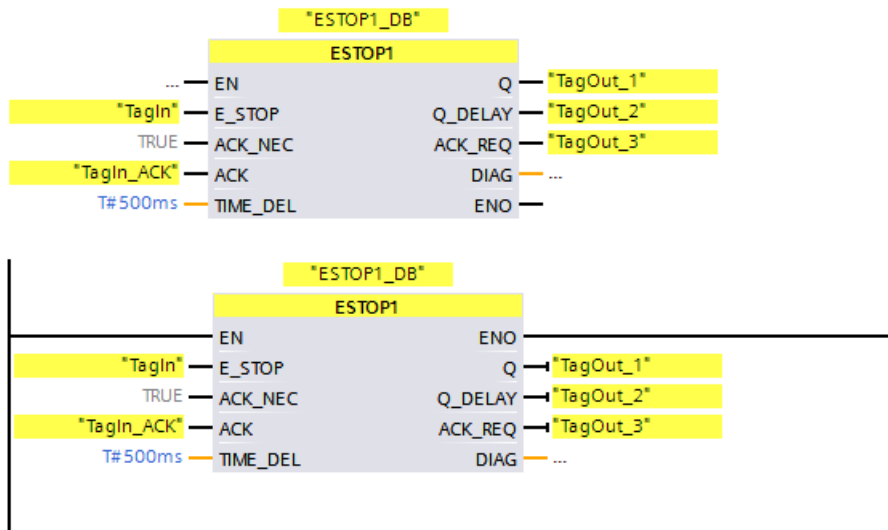 "ESTOP1_DB"
ESTOP1
... EN Q "TagOut_1"
"TagIn" E_STOP Q_DELAY "TagOut_2"
TRUE ACK_NEC ACK_REQ "TagOut_3"
"TagIn_ACK" ACK DIAG ...
T#500ms TIME_DEL ENO
"ESTOP1_DB"
ESTOP1
EN ENO
"TagIn" E_STOP Q "TagOut_1"
TRUE ACK_NEC Q_DELAY "TagOut_2"
"TagIn_ACK" ACK ACK_REQ "TagOut_3"
T#500ms TIME_DEL DIAG ...